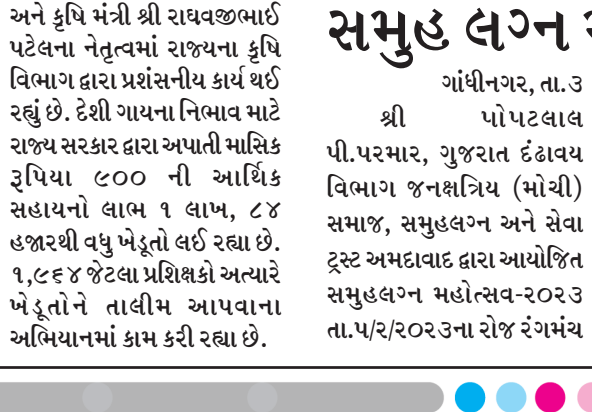 અને કૃષિ મંત્રી શ્રી રાઘવજીભાઈ
પટેલના નેતૃત્વમાં રાજ્યના કૃષિ
વિભાગ દ્વારા પ્રશંસનીય કાર્ય થઈ
રહ્યું છે. દેશી ગાયના નિભાવ માટે
રાજ્ય સરકાર દ્વારા અપાતી માસિક
રૂપિયા ૯૦૦ ની આર્થિક
સહાયનો લાભ ૧ લાખ, ૮૪
હજારથી વધુ ખેડૂતો લઈ રહ્યા છે.
૧,૯૬૪ જેટલા પ્રશિક્ષકો અત્યારે
ખેડૂતોને તાલીમ આપવાના
અભિયાનમાં કામ કરી રહ્યા છે.
સમુહ લગ્ન
ગાંધીનગર, તા.૩
શ્રી પોપટલાલ
પી.પરમાર, ગુજરાત દંઢાવય
વિભાગ જનક્ષત્રિય (મોચી)
સમાજ, સમુહલગ્ન અને સેવા
ટ્રસ્ટ અમદાવાદ દ્વારા આયોજિત
સમુહલગ્ન મહોત્સવ-૨૦૨૩
તા.૫/૨/૨૦૨૩ના રોજ રંગમંચ